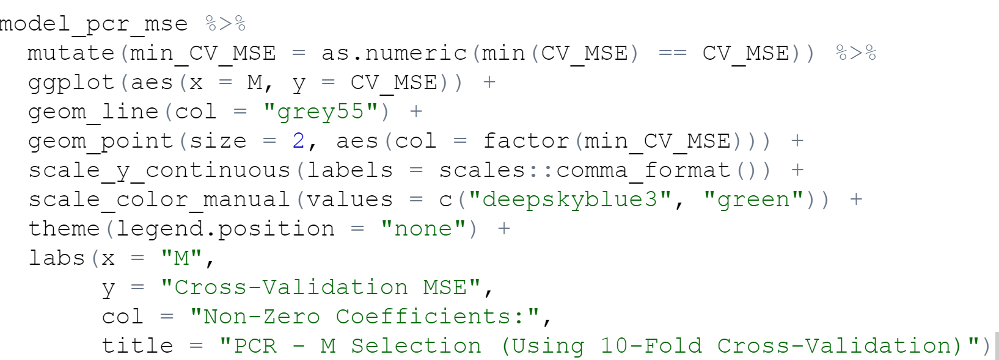 model_pcr_mse %>%
  mutate(min_CV_MSE = as.numeric(min(CV_MSE) == CV_MSE)) %>%
  ggplot(aes(x = M, y = CV_MSE)) +
  geom_line(col = "grey55") +
  geom_point(size = 2, aes(col = factor(min_CV_MSE))) +
  scale_y_continuous(labels = scales::comma_format()) +
  scale_color_manual(values = c("deepskyblue3", "green")) +
  theme(legend.position = "none") +
  labs(x = "M",
       y = "Cross-Validation MSE",
       col = "Non-Zero Coefficients:",
       title = "PCR - M Selection (Using 10-Fold Cross-Validation)")